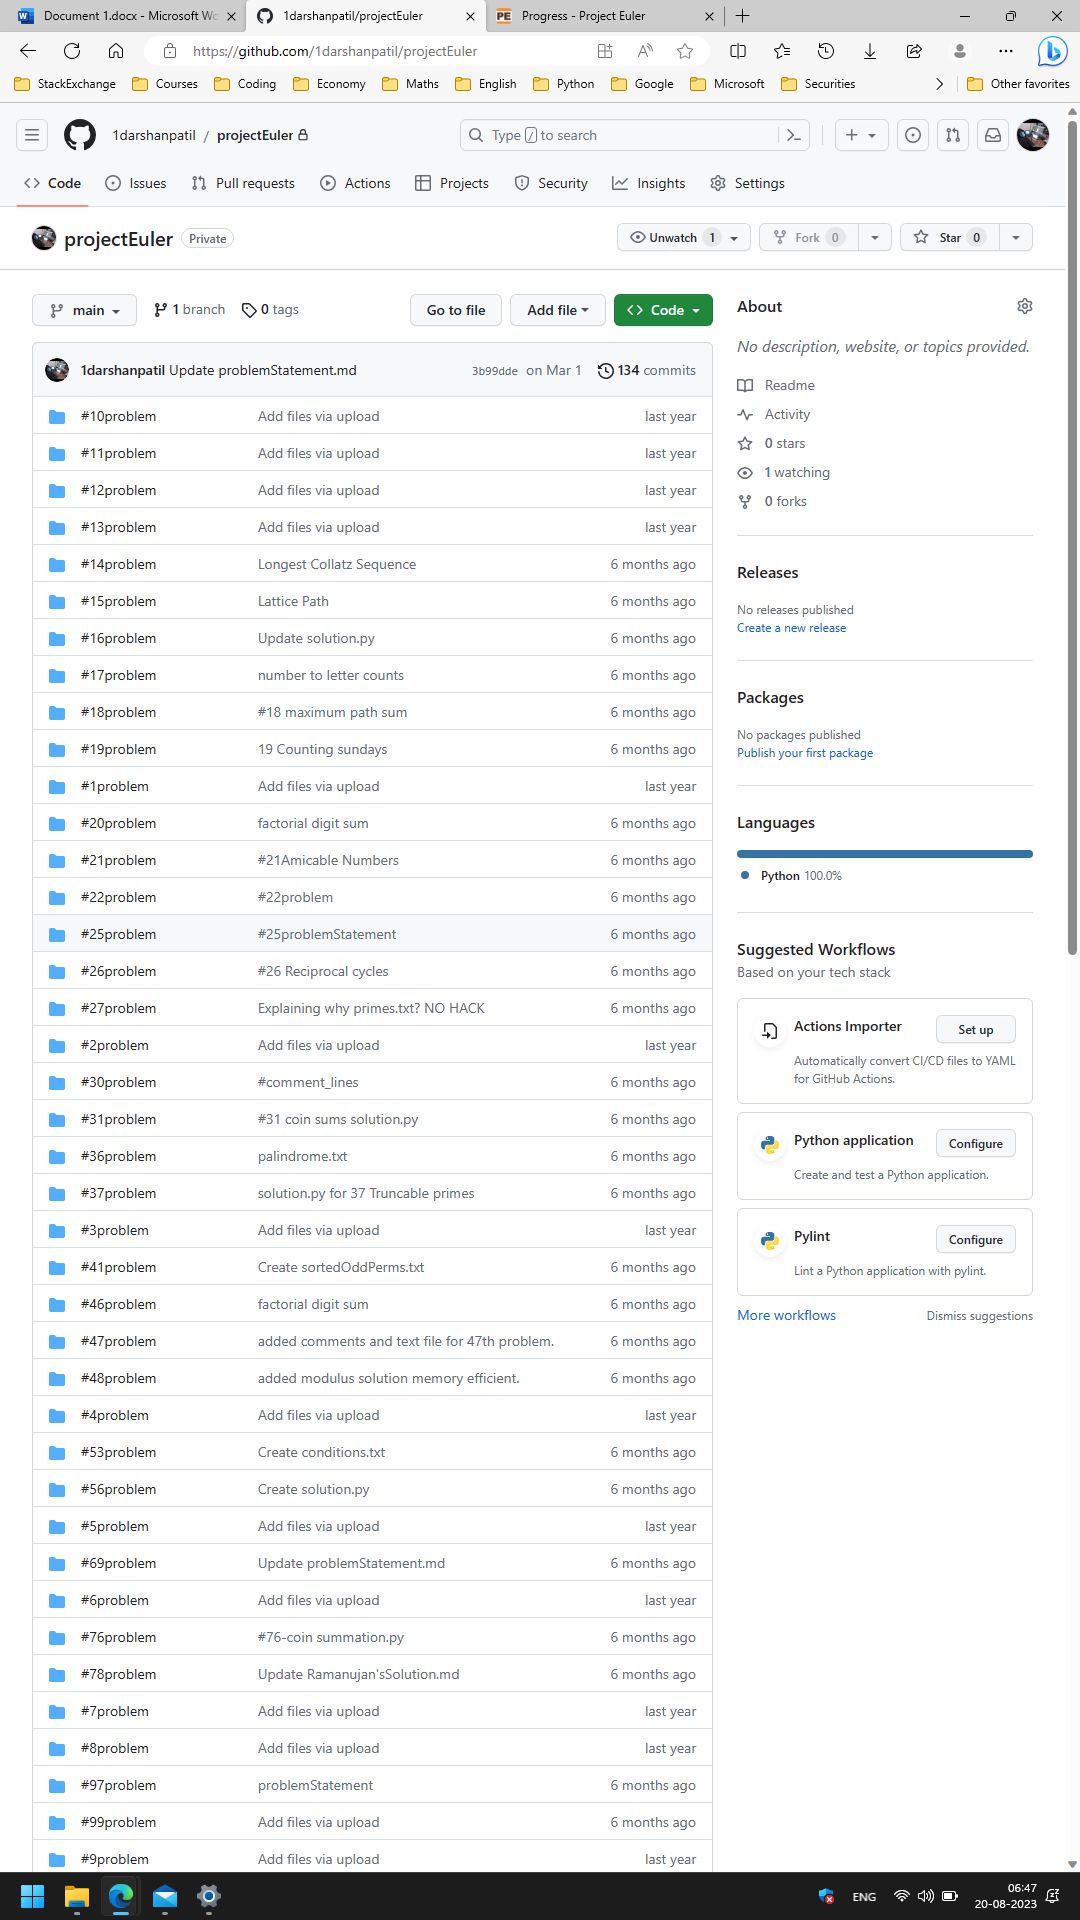 Document 1.docx - Microsoft Wo
1darshanpatil/projectEuler
PE Progress - Project Euler
https://github.com/1darshanpatil/projectEuler
StackExchange Courses Coding Economy Maths English Python Google Microsoft Securities Other favorites
1darshanpatil / projectEuler
Type / to search
Code Issues Pull requests Actions Projects Security Insights Settings
projectEuler Private
Unwatch 1 Fork 0 Star 0
main 1 branch 0 tags Go to file Add file Code
1darshanpatil Update problemStatement.md 3b99dde on Mar 1 134 commits
#10problem Add files via upload last year
#11problem Add files via upload last year
#12problem Add files via upload last year
#13problem Add files via upload last year
#14problem Longest Collatz Sequence 6 months ago
#15problem Lattice Path 6 months ago
#16problem Update solution.py 6 months ago
#17problem number to letter counts 6 months ago
#18problem #18 maximum path sum 6 months ago
#19problem 19 Counting sundays 6 months ago
#1problem Add files via upload last year
#20problem factorial digit sum 6 months ago
#21problem #21Amicable Numbers 6 months ago
#22problem #22problem 6 months ago
#25problem #25problemStatement 6 months ago
#26problem #26 Reciprocal cycles 6 months ago
#27problem Explaining why primes.txt? NO HACK 6 months ago
#2problem Add files via upload last year
#30problem #comment_lines 6 months ago
#31problem #31 coin sums solution.py 6 months ago
#36problem palindrome.txt 6 months ago
#37problem solution.py for 37 Truncable primes 6 months ago
#3problem Add files via upload last year
#41problem Create sortedOddPerms.txt 6 months ago
#46problem factorial digit sum 6 months ago
#47problem added comments and text file for 47th problem. 6 months ago
#48problem added modulus solution memory efficient. 6 months ago
#4problem Add files via upload last year
#53problem Create conditions.txt 6 months ago
#56problem Create solution.py 6 months ago
#5problem Add files via upload last year
#69problem Update problemStatement.md 6 months ago
#6problem Add files via upload last year
#76problem #76-coin summation.py 6 months ago
#78problem Update Ramanujan'sSolution.md 6 months ago
#7problem Add files via upload last year
#8problem Add files via upload last year
#97problem problemStatement 6 months ago
#99problem Add files via upload 6 months ago
#9problem Add files via upload last year
About
No description, website, or topics provided.
Readme
Activity
0 stars
1 watching
0 forks
Releases
No releases published
Create a new release
Packages
No packages published
Publish your first package
Languages
Python 100.0%
Suggested Workflows
Based on your tech stack
Actions Importer Set up
Automatically convert CI/CD files to YAML
for GitHub Actions.
Python application Configure
Create and test a Python application.
Pylint Configure
Lint a Python application with pylint.
More workflows Dismiss suggestions
ENG
06:47
20-08-2023